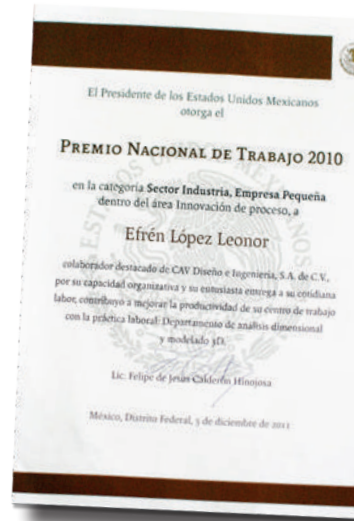 El Presidente de los Estados Unidos Mexicanos
otorga el
PREMIO NACIONAL DE TRABAJO 2010
en la categoría Sector Industria, Empresa Pequeña
dentro del área Innovación de proceso, a
Efrén López Leonor
colaborador destacado de CAV Diseño e Ingeniería, S.A. de C.V.,
por su capacidad organizativa y su entusiasta entrega a su cotidiana
labor, contribuyó a mejorar la productividad de su centro de trabajo
con la práctica laboral: Departamento de análisis dimensional
y modelado 3D.
Lic. Felipe de Jesús Calderón Hinojosa
México, Distrito Federal, 5 de diciembre de 2011
ESTADOS UNIDOS MEXICANOS